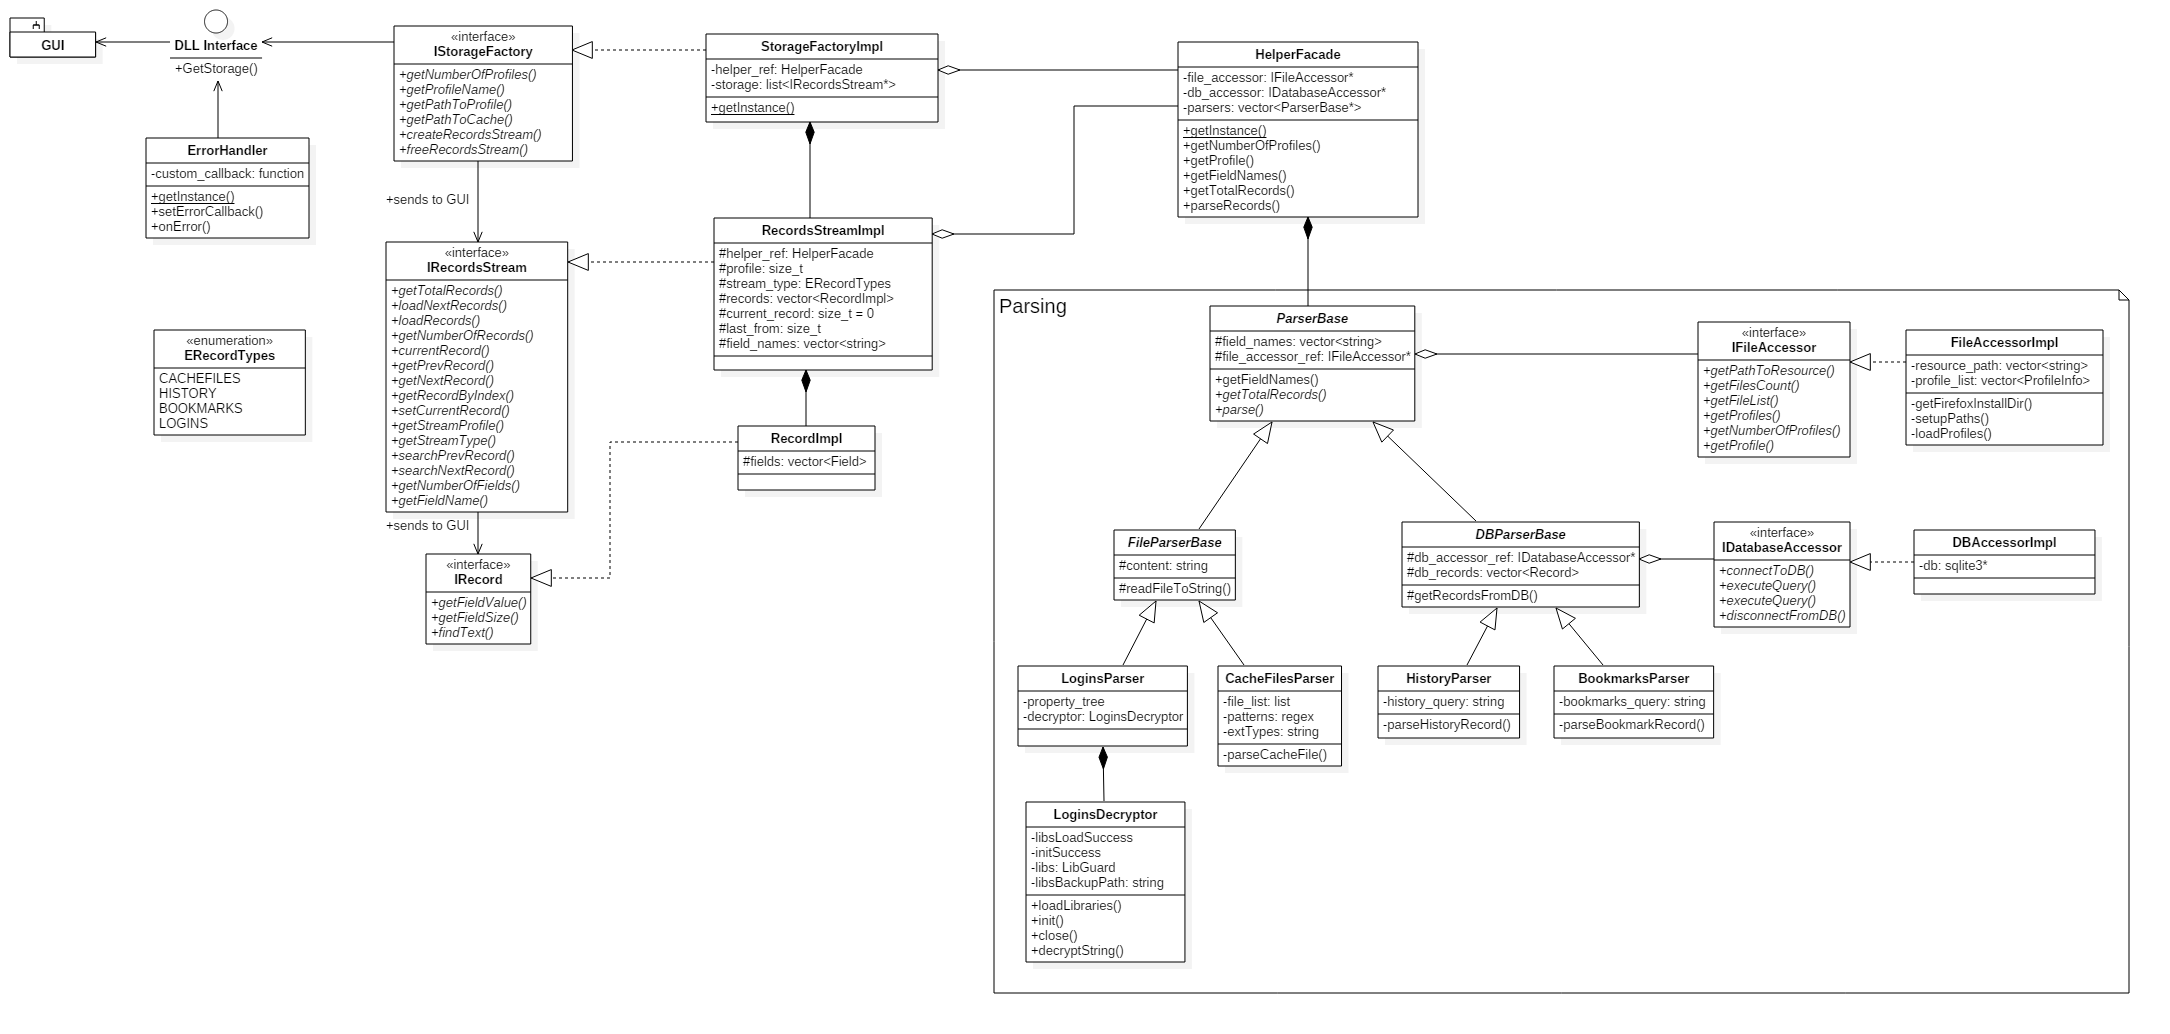 GUI
DLL Interface
+GetStorage()
ErrorHandler
-custom_callback: function
+getInstance()
+setErrorCallback()
+onError()
«enumeration»
ERecordTypes
CACHEFILES
HISTORY
BOOKMARKS
LOGINS
«interface»
IStorageFactory
+getNumberOfProfiles()
+getProfileName()
+getPathToProfile()
+getPathToCache()
+createRecordsStream()
+freeRecordsStream()
+sends to GUI
«interface»
IRecordsStream
+getTotalRecords()
+loadNextRecords()
+loadRecords()
+getNumberOfRecords()
+currentRecord()
+getPrevRecord()
+getNextRecord()
+getRecordByIndex()
+setCurrentRecord()
+getStreamProfile()
+getStreamType()
+searchPrevRecord()
+searchNextRecord()
+getNumberOfFields()
+getFieldName()
+sends to GUI
«interface»
IRecord
+getFieldValue()
+getFieldSize()
+findText()
StorageFactoryImpl
-helper_ref: HelperFacade
-storage: list<IRecordsStream*>
+getInstance()
RecordsStreamImpl
#helper_ref: HelperFacade
#profile: size_t
#stream_type: ERecordTypes
#records: vector<RecordImpl>
#current_record: size_t = 0
#last_from: size_t
#field_names: vector<string>
RecordImpl
#fields: vector<Field>
HelperFacade
-file_accessor: IFileAccessor*
-db_accessor: IDatabaseAccessor*
-parsers: vector<ParserBase*>
+getInstance()
+getNumberOfProfiles()
+getProfile()
+getFieldNames()
+getTotalRecords()
+parseRecords()
Parsing
ParserBase
#field_names: vector<string>
#file_accessor_ref: IFileAccessor*
+getFieldNames()
+getTotalRecords()
+parse()
«interface»
IFileAccessor
+getPathToResource()
+getFilesCount()
+getFileList()
+getProfiles()
+getNumberOfProfiles()
+getProfile()
FileAccessorImpl
-resource_path: vector<string>
-profile_list: vector<ProfileInfo>
-getFirefoxInstallDir()
-setupPaths()
-loadProfiles()
FileParserBase
#content: string
#readFileToString()
DBParserBase
#db_accessor_ref: IDatabaseAccessor*
#db_records: vector<Record>
#getRecordsFromDB()
«interface»
IDatabaseAccessor
+connectToDB()
+executeQuery()
+executeQuery()
+disconnectFromDB()
DBAccessorImpl
-db: sqlite3*
LoginsParser
-property_tree
-decryptor: LoginsDecryptor
CacheFilesParser
-file_list: list
-patterns: regex
-extTypes: string
-parseCacheFile()
HistoryParser
-history_query: string
-parseHistoryRecord()
BookmarksParser
-bookmarks_query: string
-parseBookmarkRecord()
LoginsDecryptor
-libsLoadSuccess
-initSuccess
-libs: LibGuard
-libsBackupPath: string
+loadLibraries()
+init()
+close()
+decryptString()